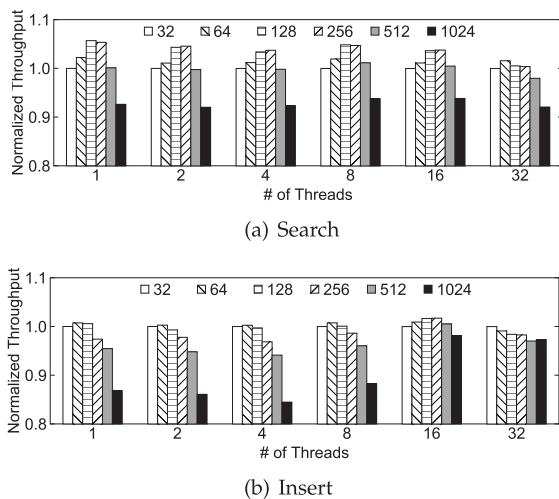 Normalized Throughput
1.1
1.0
0.9
0.8
32 64 128 256 512 1024
1 2 4 8 16 32
# of Threads
(a) Search
Normalized Throughput
1.1
1.0
0.9
0.8
32 64 128 256 512 1024
1 2 4 8 16 32
# of Threads
(b) Insert